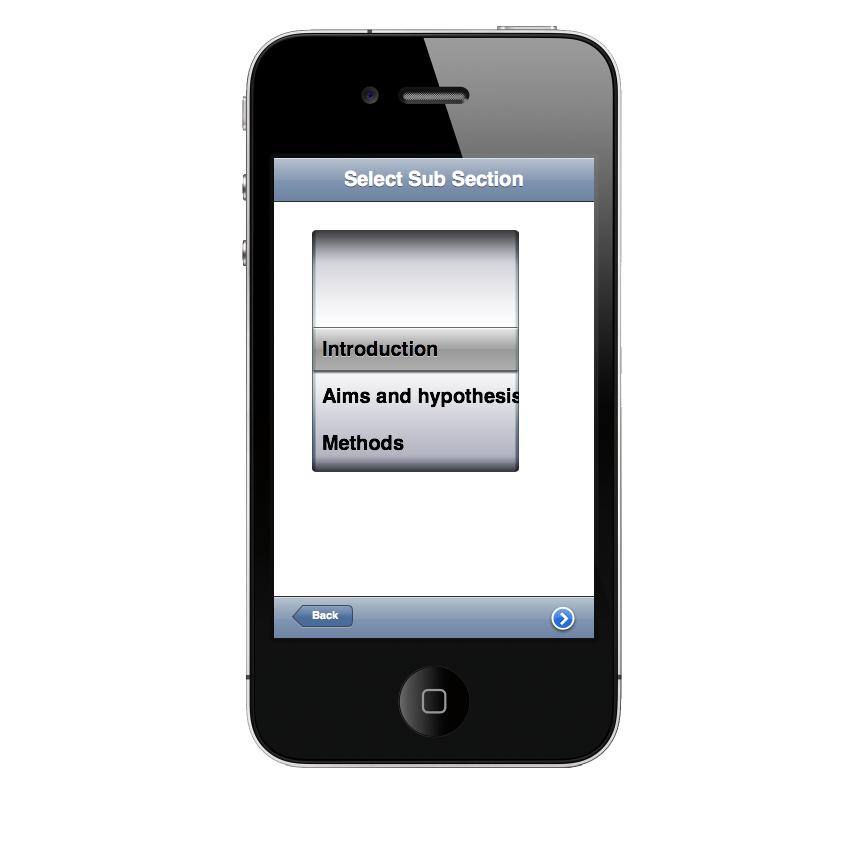 Select Sub Section
Introduction
Aims and hypothesis
Methods
Back